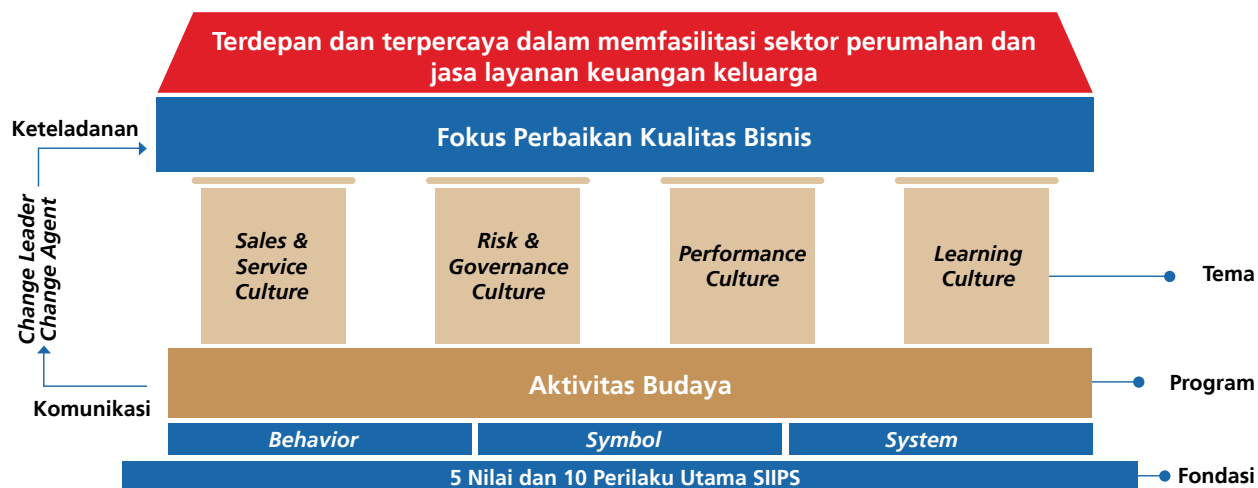 Terdepan dan terpercaya dalam memfasilitasi sektor perumahan dan
jasa layanan keuangan keluarga
Keteladanan
Fokus Perbaikan Kualitas Bisnis
Change Leader
Change Agent
Sales &
Service
Culture
Risk &
Governance
Culture
Performance
Culture
Learning
Culture
Tema
Aktivitas Budaya
Program
Komunikasi
Behavior
Symbol
System
5 Nilai dan 10 Perilaku Utama SIIPS
Fondasi